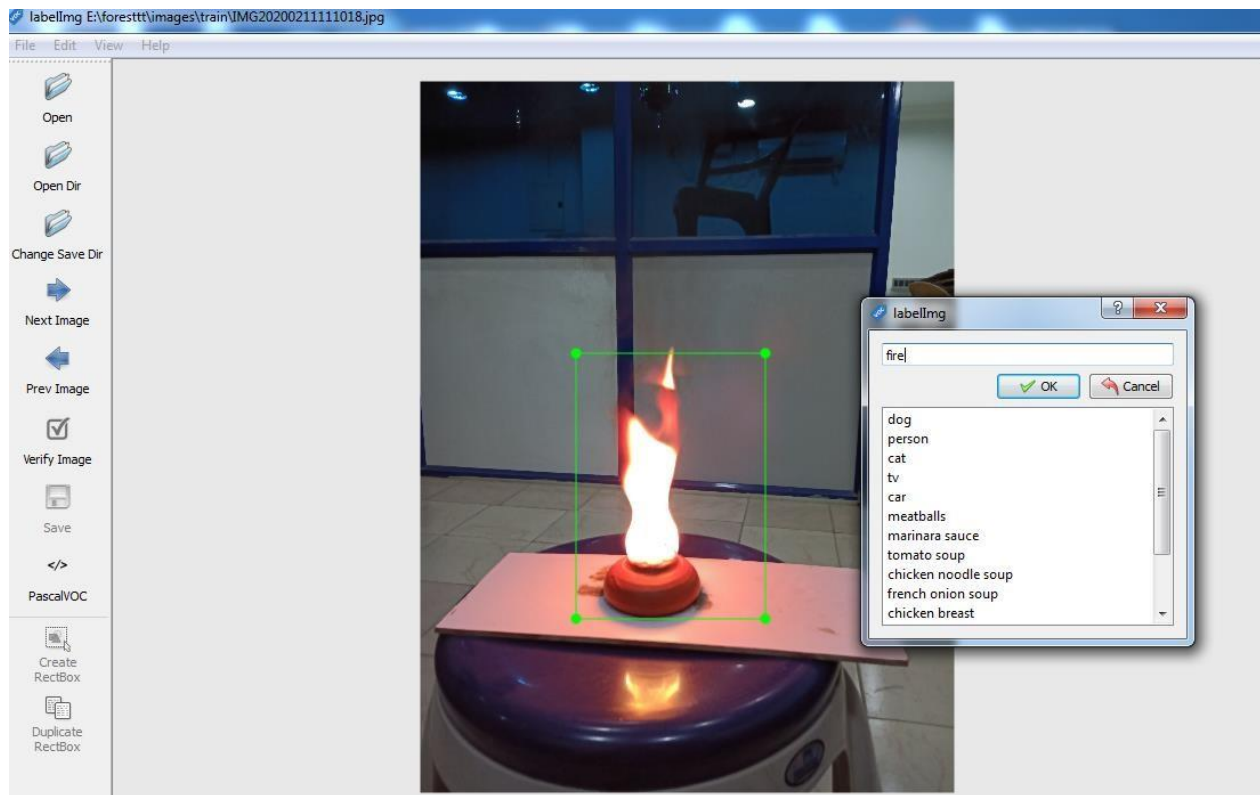 labelImg E:\foresttt\images\train\IMG20200211111018.jpg
File Edit View Help
Open
Open Dir
Change Save Dir
Next Image
Prev Image
Verify Image
Save
</>
PascalVOC
Create
RectBox
Duplicate
RectBox
labelImg
?
X
fire
OK
Cancel
dog
person
cat
tv
car
meatballs
marinara sauce
tomato soup
chicken noodle soup
french onion soup
chicken breast